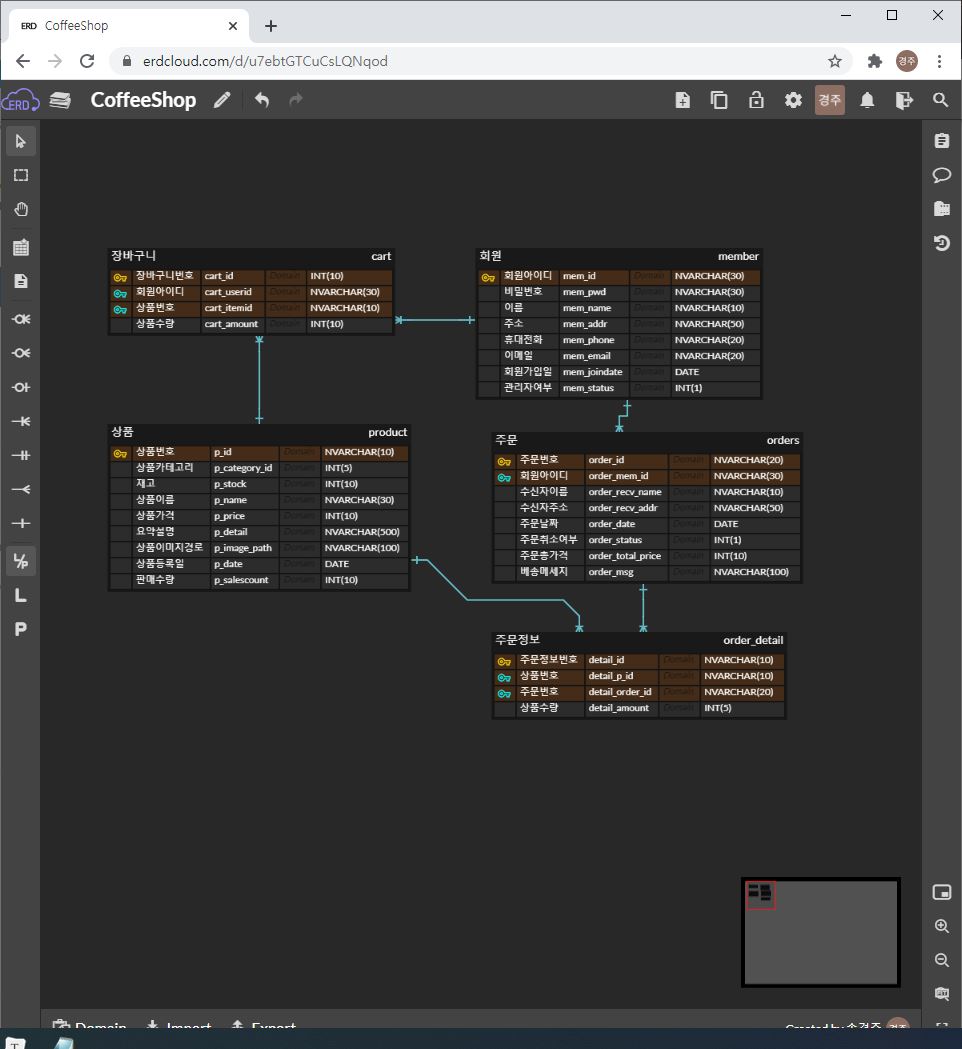 ERD CoffeeShop
erdcloud.com/d/u7ebtGTCuCsLQNqod
경주
ERD CoffeeShop 경주
장바구니 cart
장바구니번호 cart_id Domain INT(10)
회원아이디 cart_userid Domain NVARCHAR(30)
상품번호 cart_itemid Domain NVARCHAR(10)
상품수량 cart_amount Domain INT(10)
회원 member
회원아이디 mem_id Domain NVARCHAR(30)
비밀번호 mem_pwd Domain NVARCHAR(30)
이름 mem_name Domain NVARCHAR(10)
주소 mem_addr Domain NVARCHAR(50)
휴대전화 mem_phone Domain NVARCHAR(20)
이메일 mem_email Domain NVARCHAR(20)
회원가입일 mem_joindate Domain DATE
관리자여부 mem_status Domain INT(1)
상품 product
상품번호 p_id Domain NVARCHAR(10)
상품카테고리 p_category_id Domain INT(5)
재고 p_stock Domain INT(10)
상품이름 p_name Domain NVARCHAR(30)
상품가격 p_price Domain INT(10)
요약설명 p_detail Domain NVARCHAR(500)
상품이미지경로 p_image_path Domain NVARCHAR(100)
상품등록일 p_date Domain DATE
판매수량 p_salescount Domain INT(10)
주문 orders
주문번호 order_id Domain NVARCHAR(20)
회원아이디 order_mem_id Domain NVARCHAR(30)
수신자이름 order_recv_name Domain NVARCHAR(10)
수신자주소 order_recv_addr Domain NVARCHAR(50)
주문날짜 order_date Domain DATE
주문취소여부 order_status Domain INT(1)
주문총가격 order_total_price Domain INT(10)
배송메세지 order_msg Domain NVARCHAR(100)
주문정보 order_detail
주문정보번호 detail_id Domain NVARCHAR(10)
상품번호 detail_p_id Domain NVARCHAR(10)
주문번호 detail_order_id Domain NVARCHAR(20)
상품수량 detail_amount Domain INT(5)
L
P
Domain Import Export Created by 송경주 경주